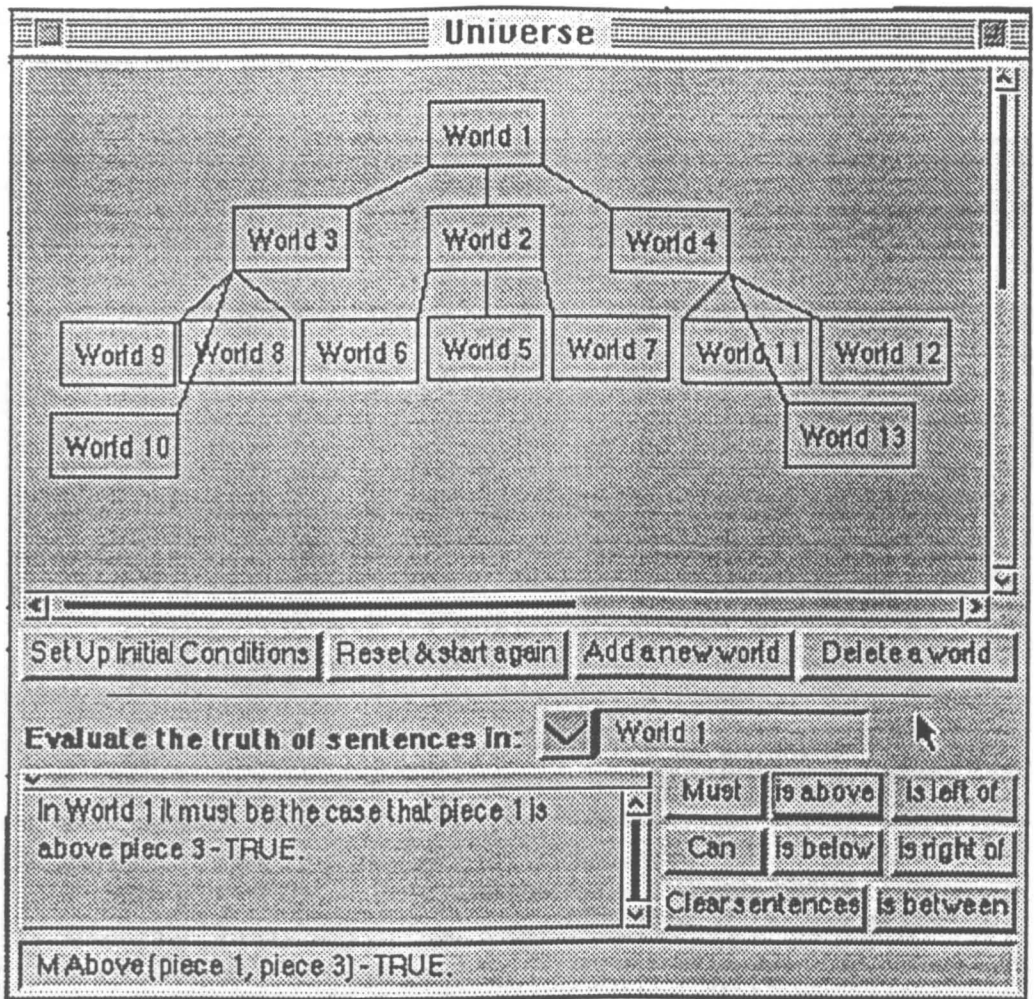 Universe
World 1
World 3
World 2
World 4
World 9
World 8
World 6
World 5
World 7
World 11
World 12
World 10
World 13
Set Up Initial Conditions
Reset & start again
Add a new world
Delete a world
Evaluate the truth of sentences in:
World 1
In World 1 it must be the case that piece 1 is
above piece 3 - TRUE.
Must
is above
is left of
Can
is below
is right of
Clear sentences
is between
M Above (piece 1, piece 3) - TRUE.